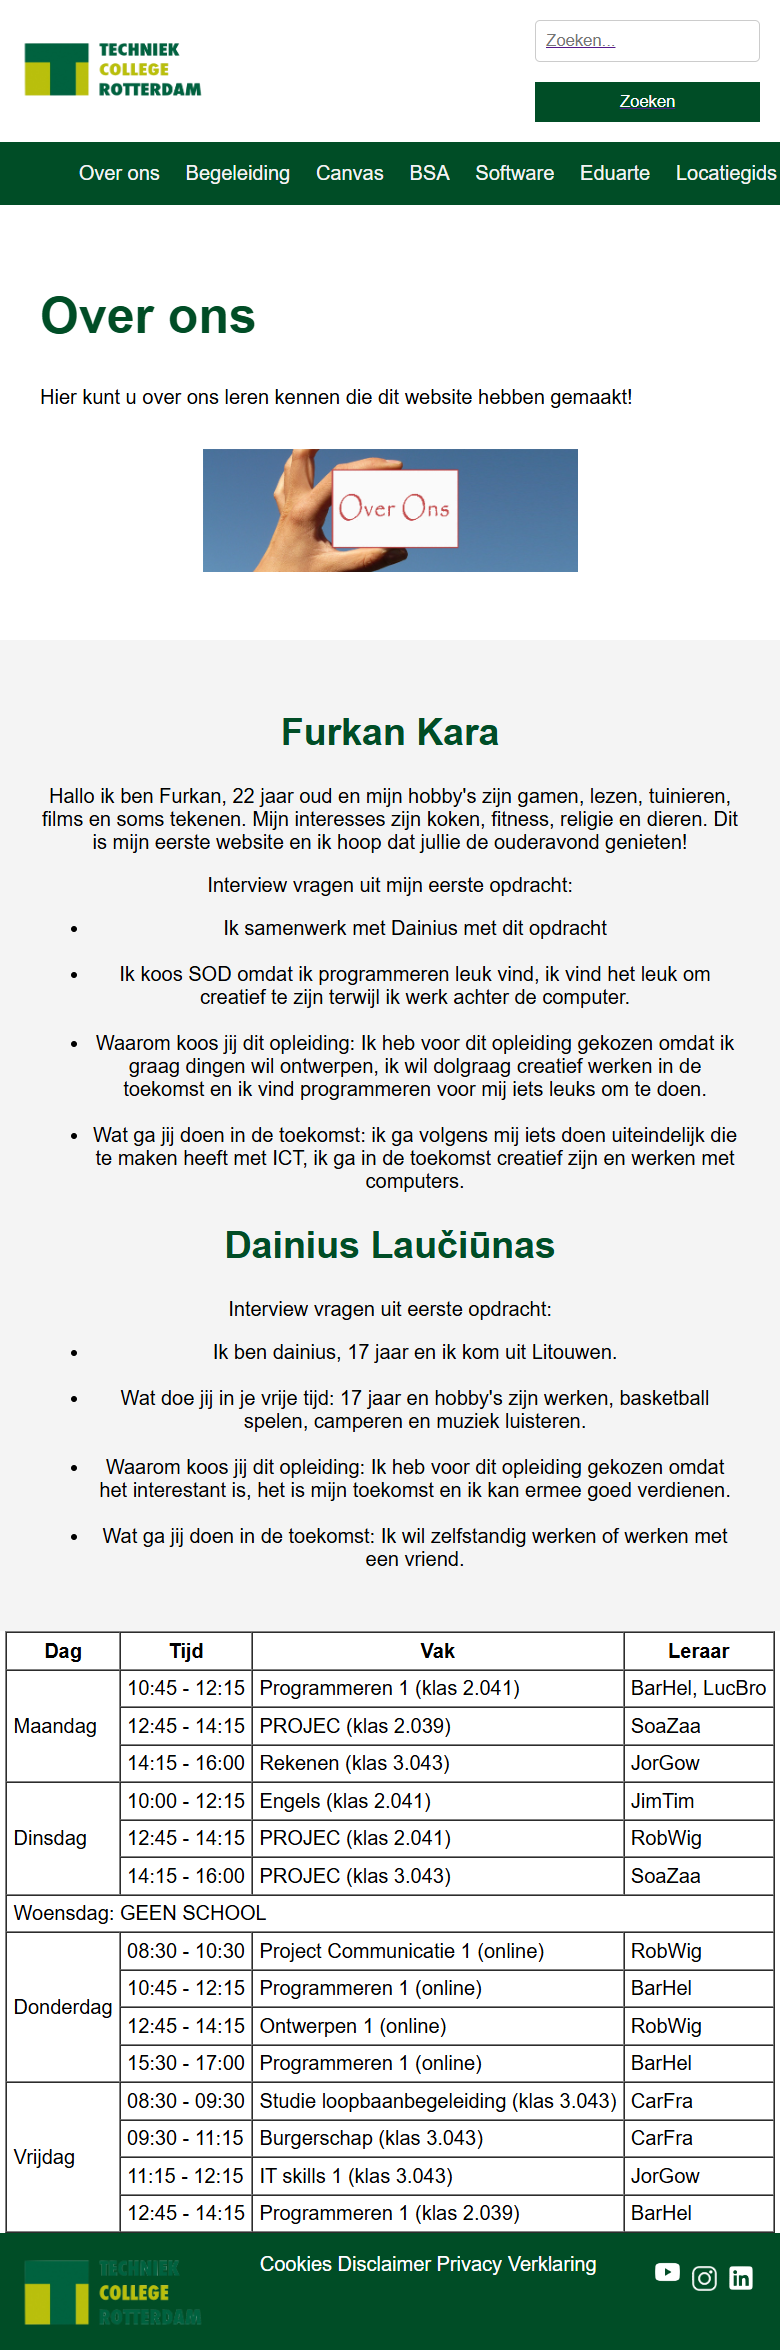 TECHNIEK
COLLEGE
ROTTERDAM
Zoeken...
Zoeken
Over ons Begeleiding Canvas BSA Software Eduarte Locatiegids
Over ons
Hier kunt u over ons leren kennen die dit website hebben gemaakt!
Over Ons
Furkan Kara
Hallo ik ben Furkan, 22 jaar oud en mijn hobby's zijn gamen, lezen, tuinieren,
films en soms tekenen. Mijn interesses zijn koken, fitness, religie en dieren. Dit
is mijn eerste website en ik hoop dat jullie de ouderavond genieten!
Interview vragen uit mijn eerste opdracht:
• Ik samenwerk met Dainius met dit opdracht
• Ik koos SOD omdat ik programmeren leuk vind, ik vind het leuk om
creatief te zijn terwijl ik werk achter de computer.
• Waarom koos jij dit opleiding: Ik heb voor dit opleiding gekozen omdat ik
graag dingen wil ontwerpen, ik wil dolgraag creatief werken in de
toekomst en ik vind programmeren voor mij iets leuks om te doen.
• Wat ga jij doen in de toekomst: ik ga volgens mij iets doen uiteindelijk die
te maken heeft met ICT, ik ga in de toekomst creatief zijn en werken met
computers.
Dainius Laučiūnas
Interview vragen uit eerste opdracht:
• Ik ben dainius, 17 jaar en ik kom uit Litouwen.
• Wat doe jij in je vrije tijd: 17 jaar en hobby's zijn werken, basketball
spelen, camperen en muziek luisteren.
• Waarom koos jij dit opleiding: Ik heb voor dit opleiding gekozen omdat
het interestant is, het is mijn toekomst en ik kan ermee goed verdienen.
• Wat ga jij doen in de toekomst: Ik wil zelfstandig werken of werken met
een vriend.
Dag Tijd Vak Leraar
Maandag 10:45 - 12:15 Programmeren 1 (klas 2.041) BarHel, LucBro
12:45 - 14:15 PROJEC (klas 2.039) SoaZaa
14:15 - 16:00 Rekenen (klas 3.043) JorGow
Dinsdag 10:00 - 12:15 Engels (klas 2.041) JimTim
12:45 - 14:15 PROJEC (klas 2.041) RobWig
14:15 - 16:00 PROJEC (klas 3.043) SoaZaa
Woensdag: GEEN SCHOOL
Donderdag 08:30 - 10:30 Project Communicatie 1 (online) RobWig
10:45 - 12:15 Programmeren 1 (online) BarHel
12:45 - 14:15 Ontwerpen 1 (online) RobWig
15:30 - 17:00 Programmeren 1 (online) BarHel
Vrijdag 08:30 - 09:30 Studie loopbaanbegeleiding (klas 3.043) CarFra
09:30 - 11:15 Burgerschap (klas 3.043) CarFra
11:15 - 12:15 IT skills 1 (klas 3.043) JorGow
12:45 - 14:15 Programmeren 1 (klas 2.039) BarHel
TECHNIEK
COLLEGE
ROTTERDAM
Cookies Disclaimer Privacy Verklaring